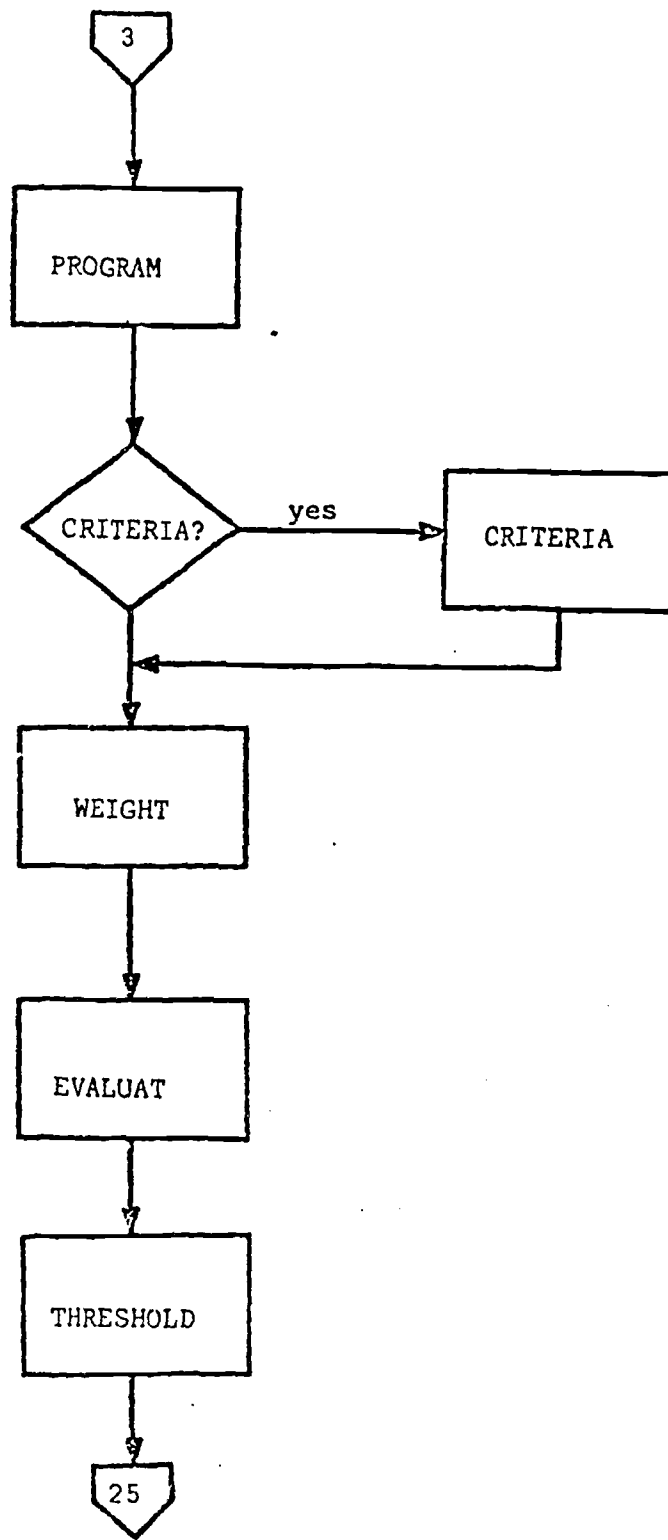 3
PROGRAM
CRITERIA?
yes
CRITERIA
WEIGHT
EVALUAT
THRESHOLD
25